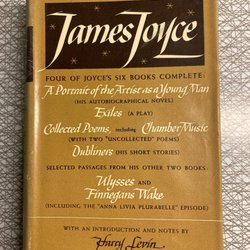 James Joyce
FOUR OF JOYCE'S SIX BOOKS COMPLETE:
A Portrait of the Artist as a Young Man
(HIS AUTOBIOGRAPHICAL NOVEL)
Exiles (A PLAY)
Collected Poems, including Chamber Music
(WITH TWO "UNCOLLECTED" POEMS)
Dubliners (HIS SHORT STORIES)
SELECTED PASSAGES FROM HIS OTHER TWO BOOKS:
Ulysses AND
Finnegans Wake
(INCLUDING THE "ANNA LIVIA PLURABELLE" EPISODE)
WITH AN INTRODUCTION AND NOTES BY
Harry Levin